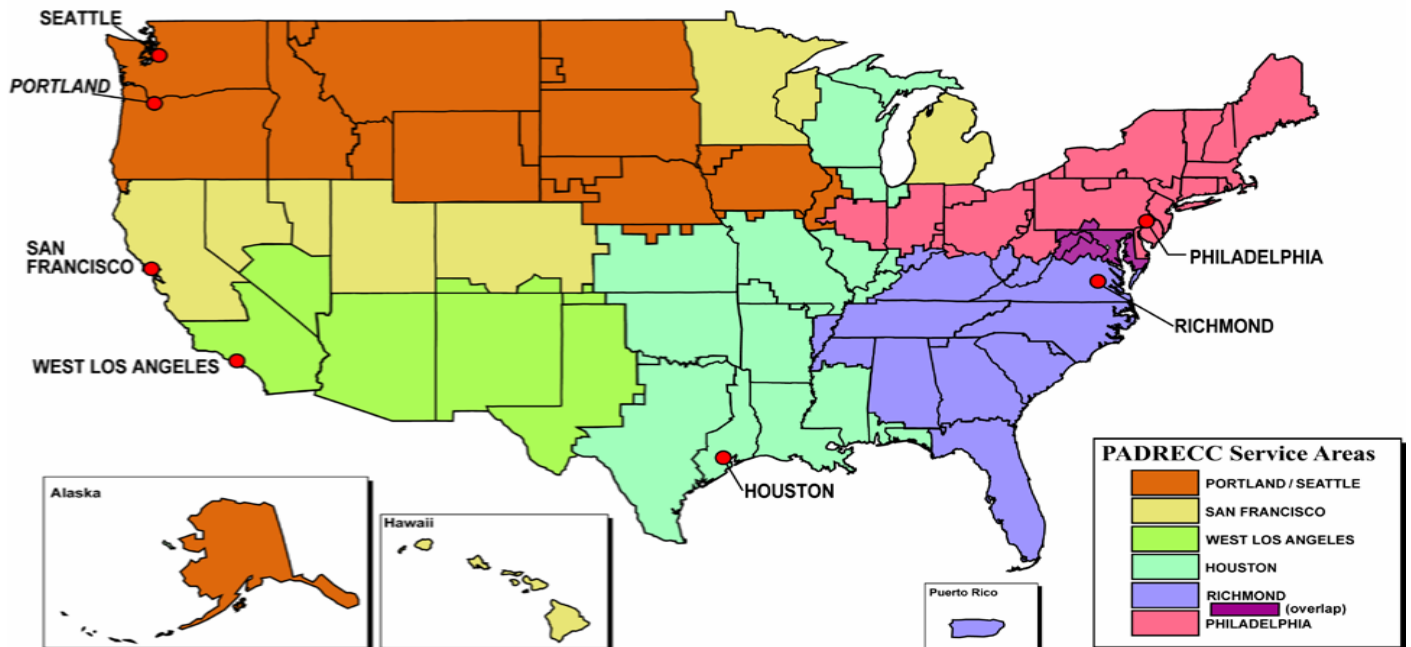 SEATTLE
PORTLAND
SAN
FRANCISCO
WEST LOS ANGELES
HOUSTON
PHILADELPHIA
RICHMOND
Alaska
Hawaii
Puerto Rico
PADRECC Service Areas
PORTLAND / SEATTLE
SAN FRANCISCO
WEST LOS ANGELES
HOUSTON
RICHMOND
(overlap)
PHILADELPHIA